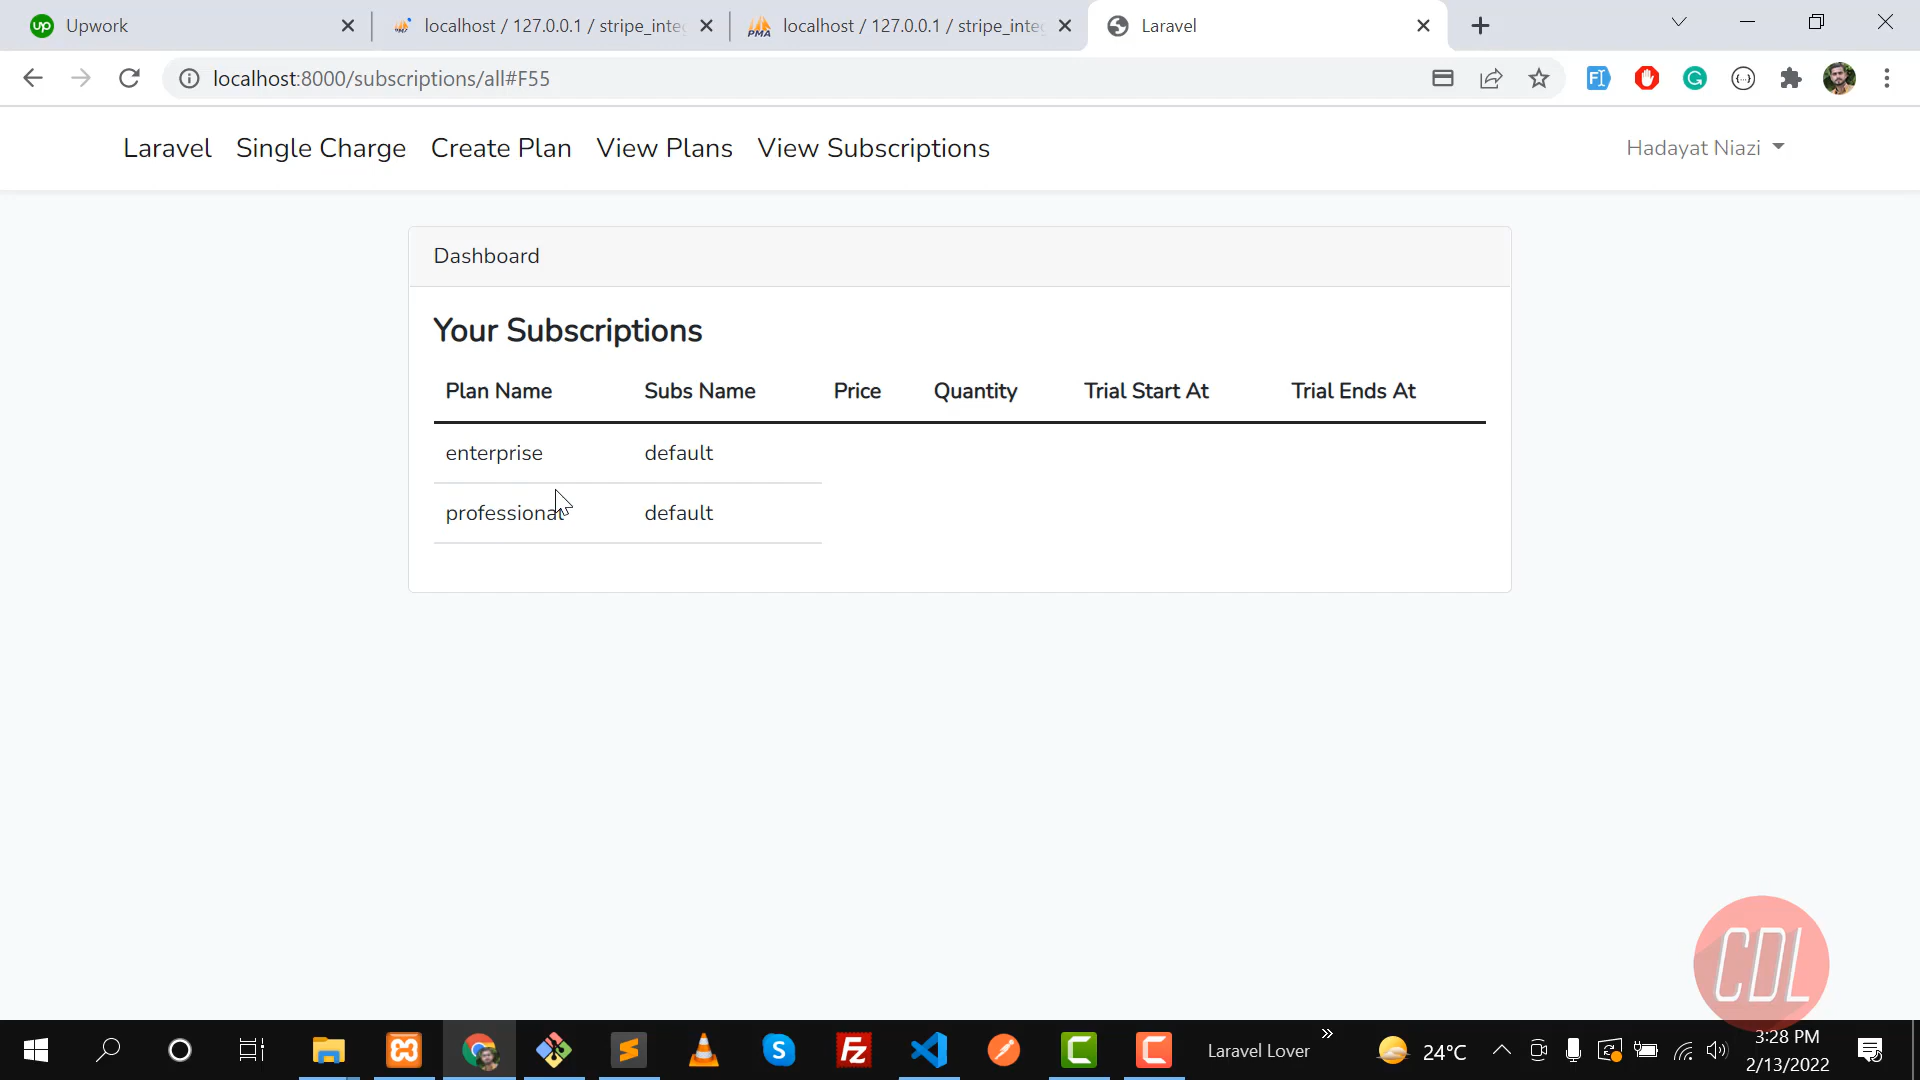 Upwork
localhost / 127.0.0.1 / stripe_integ
localhost / 127.0.0.1 / stripe_integ
Laravel
localhost:8000/subscriptions/all#F55
Laravel Single Charge Create Plan View Plans View Subscriptions
Hadayat Niazi
Dashboard
Your Subscriptions
Plan Name Subs Name Price Quantity Trial Start At Trial Ends At
enterprise default
professional default
CDL
Laravel Lover
24°C
3:28 PM
2/13/2022